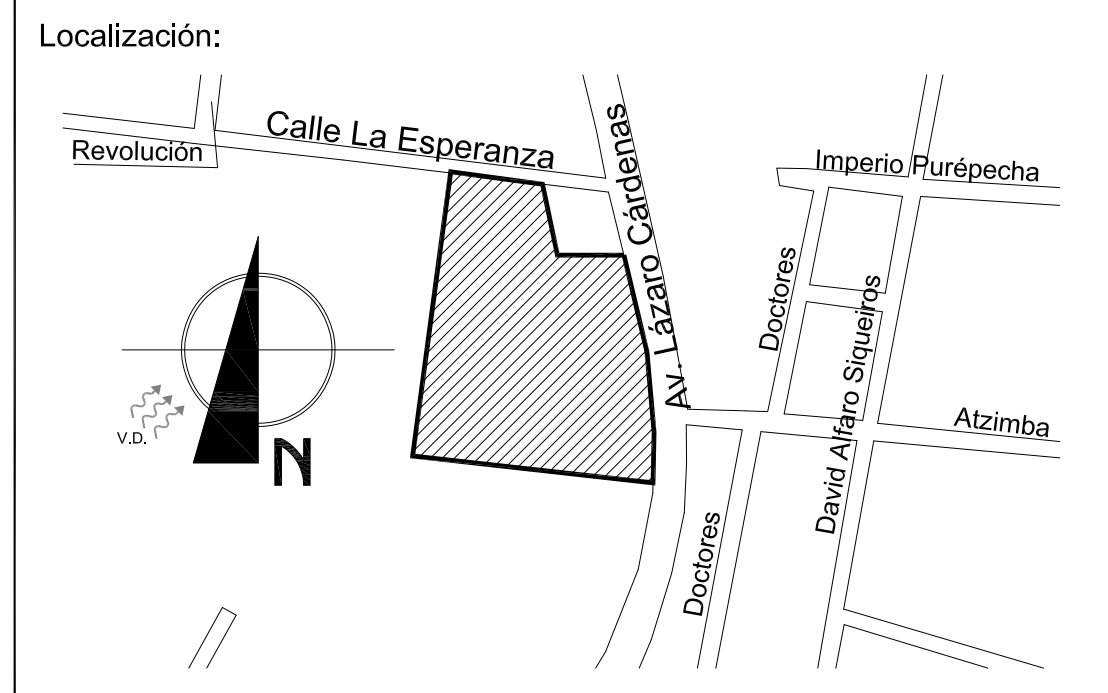 Localización:
Calle La Esperanza
Revolución
Av. Lázaro Cárdenas
Imperio Purépecha
Doctores
David Alfaro Siqueiros
Atzimba
V.D.
N
Doctores